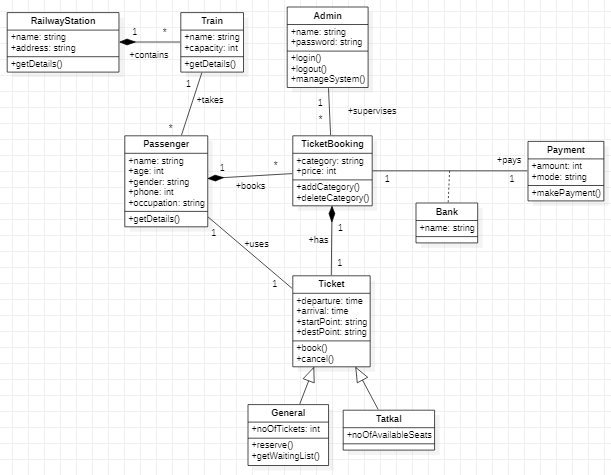 RailwayStation
+name: string
+address: string
+getDetails()
1
*
+contains
Train
+name: string
+capacity: int
+getDetails()
Admin
+name: string
+password: string
+login()
+logout()
+manageSystem()
1
+takes
*
1
+supervises
*
Passenger
+name: string
+age: int
+gender: string
+phone: int
+occupation: string
+getDetails()
1
*
+books
TicketBooking
+category: string
+price: int
+addCategory()
+deleteCategory()
1
+pays
1
Payment
+amount: int
+mode: string
+makePayment()
Bank
+name: string
1
+uses
1
1
+has
1
Ticket
+departure: time
+arrival: time
+startPoint: string
+destPoint: string
+book()
+cancel()
General
+noOfTickets: int
+reserve()
+getWaitingList()
Tatkal
+noOfAvailableSeats